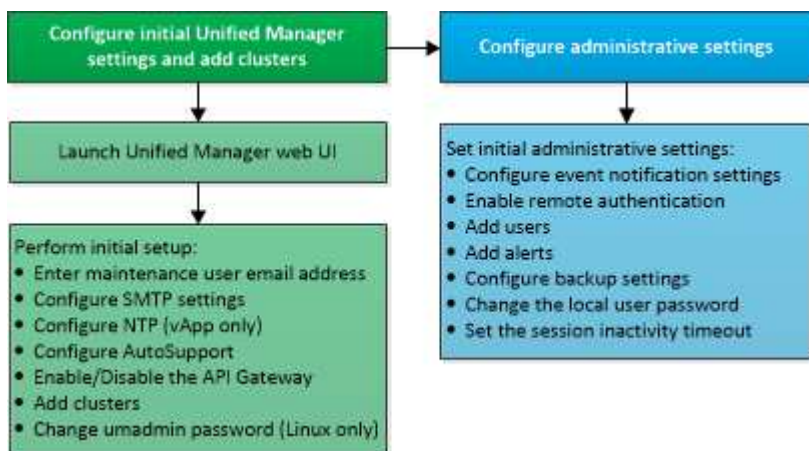 Configure initial Unified Manager
settings and add clusters
Launch Unified Manager web UI
Perform initial setup:
• Enter maintenance user email address
• Configure SMTP settings
• Configure NTP (vApp only)
• Configure AutoSupport
• Enable/Disable the API Gateway
• Add clusters
• Change umadmin password (Linux only)
Configure administrative settings
Set initial administrative settings:
• Configure event notification settings
• Enable remote authentication
• Add users
• Add alerts
• Configure backup settings
• Change the local user password
• Set the session inactivity timeout